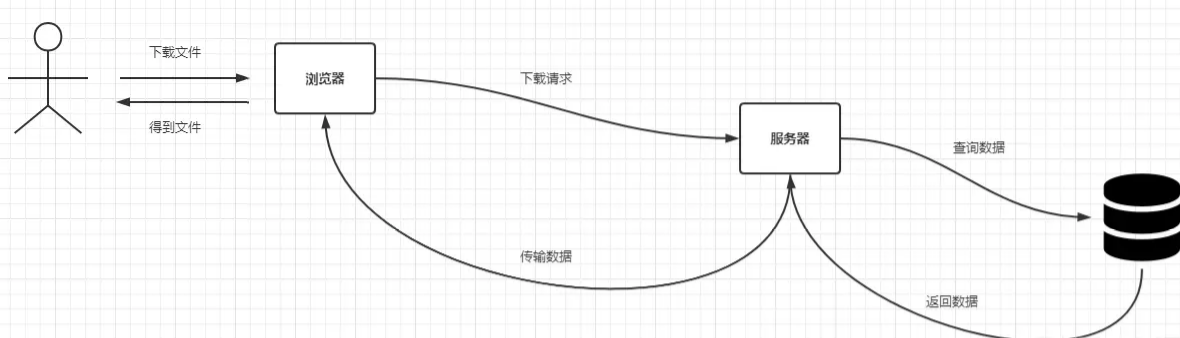 下载文件
得到文件
浏览器
下载请求
服务器
查询数据
传输数据
返回数据